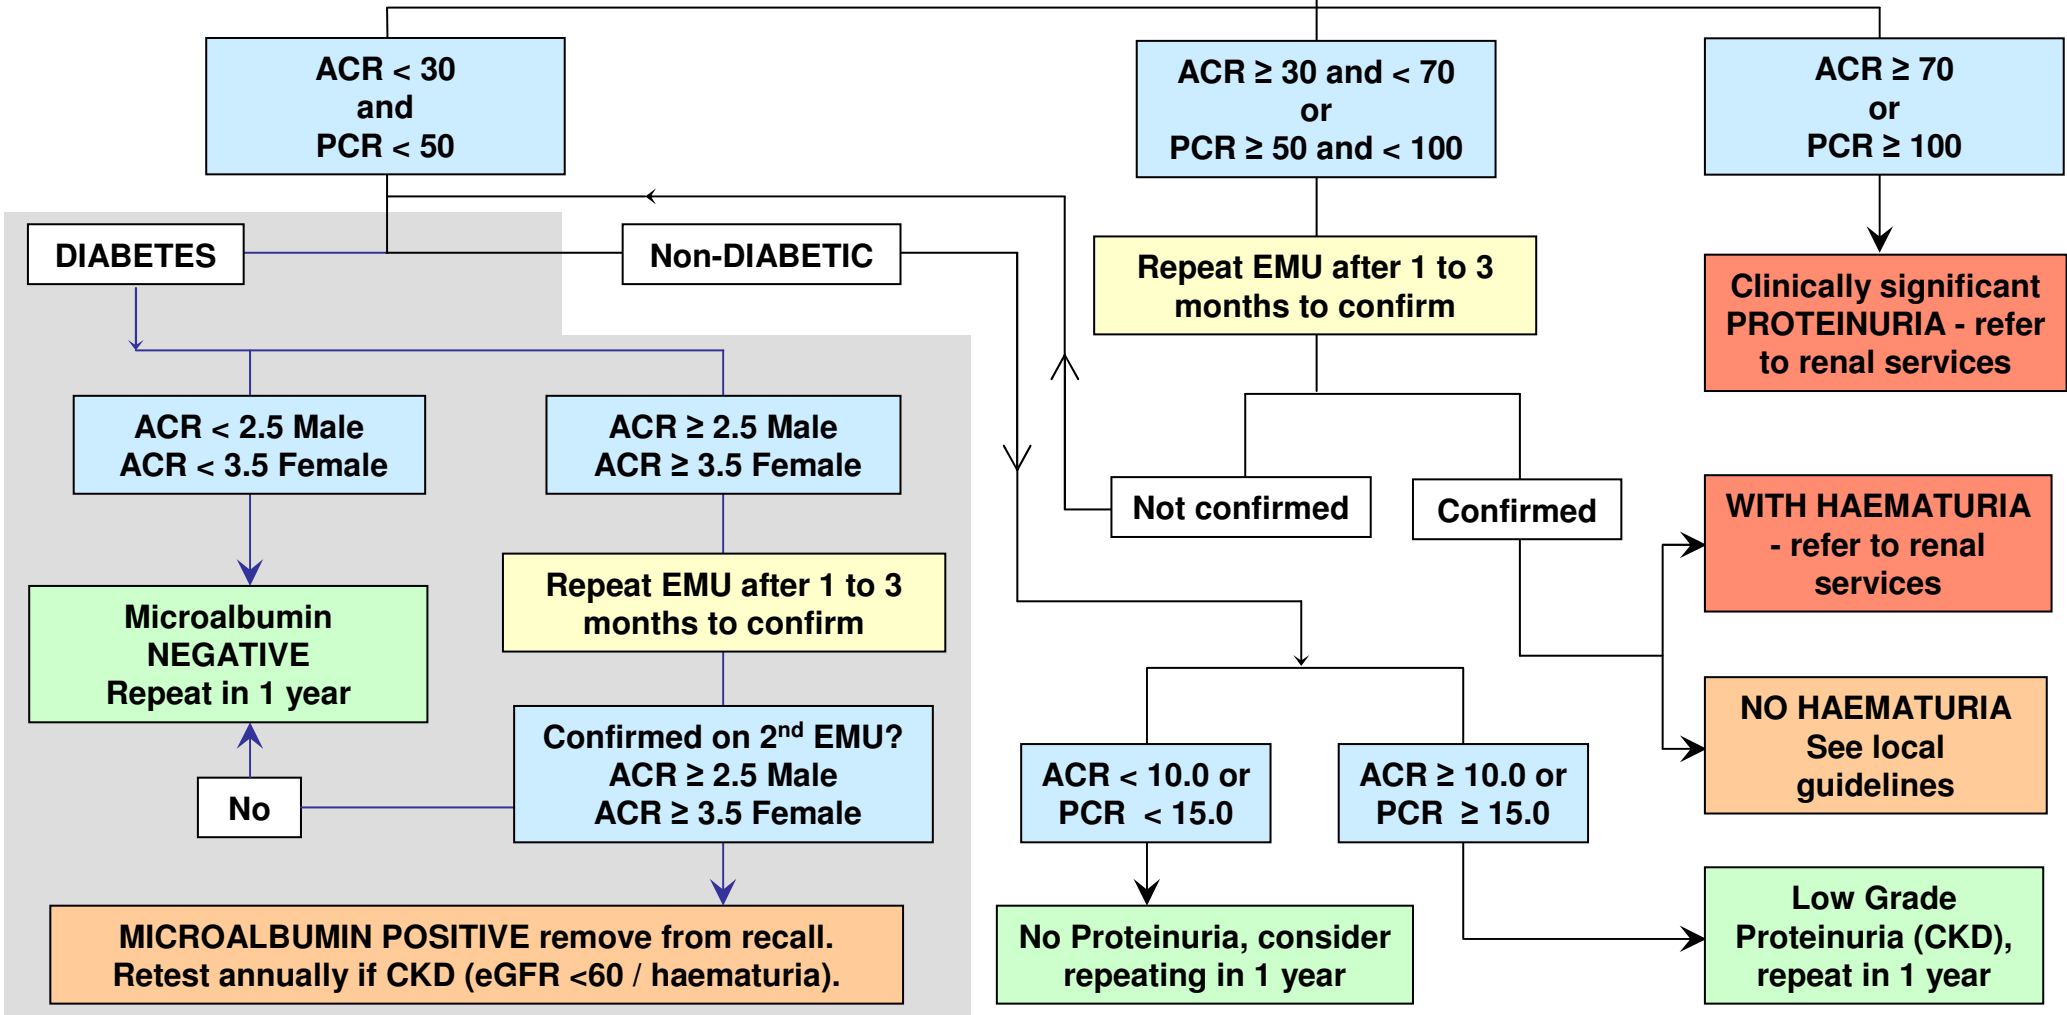 ACR < 30
and
PCR < 50
ACR ≥ 30 and < 70
or
PCR ≥ 50 and < 100
ACR ≥ 70
or
PCR ≥ 100
DIABETES
Non-DIABETIC
Repeat EMU after 1 to 3
months to confirm
Clinically significant
PROTEINURIA - refer
to renal services
ACR < 2.5 Male
ACR < 3.5 Female
ACR ≥ 2.5 Male
ACR ≥ 3.5 Female
Not confirmed
Confirmed
WITH HAEMATURIA
- refer to renal
services
Repeat EMU after 1 to 3
months to confirm
Microalbumin
NEGATIVE
Repeat in 1 year
NO HAEMATURIA
See local
guidelines
Confirmed on 2nd EMU?
ACR ≥ 2.5 Male
ACR ≥ 3.5 Female
No
ACR < 10.0 or
PCR < 15.0
ACR ≥ 10.0 or
PCR ≥ 15.0
MICROALBUMIN POSITIVE remove from recall.
Retest annually if CKD (eGFR <60 / haematuria).
No Proteinuria, consider
repeating in 1 year
Low Grade
Proteinuria (CKD),
repeat in 1 year